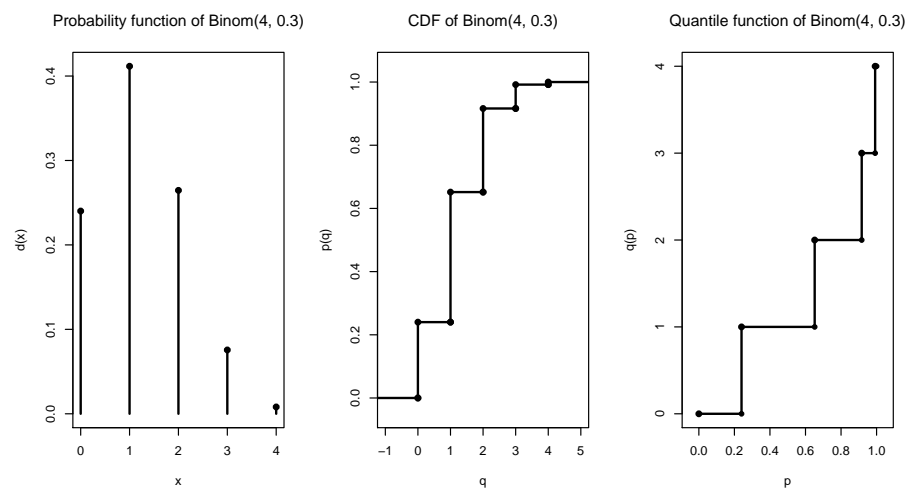 Probability function of Binom(4, 0.3)
d(x)
0.4
0.3
0.2
0.1
0.0
0 1 2 3 4
x
CDF of Binom(4, 0.3)
p(q)
1.0
0.8
0.6
0.4
0.2
0.0
−1 0 1 2 3 4 5
q
Quantile function of Binom(4, 0.3)
q(p)
4
3
2
1
0
0.0 0.2 0.4 0.6 0.8 1.0
p